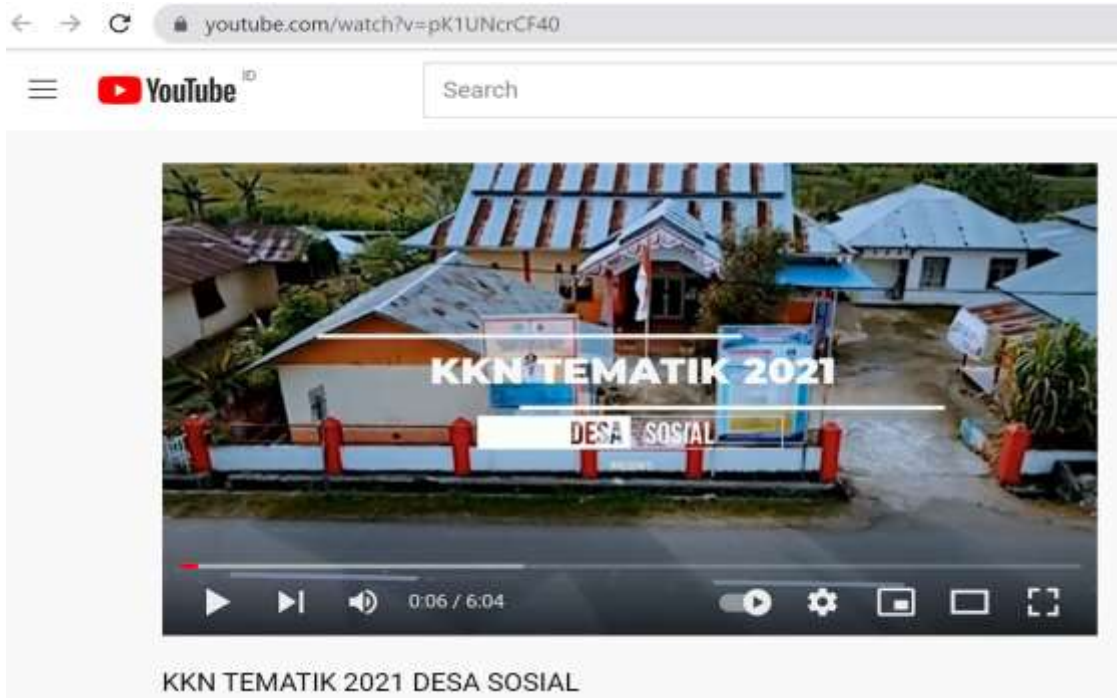 youtube.com/watch?v=pK1UNcrCF40
YouTube ID
Search
KKN TEMATIK 2021
DESA SOSIAL
0:06 / 6:04
KKN TEMATIK 2021 DESA SOSIAL